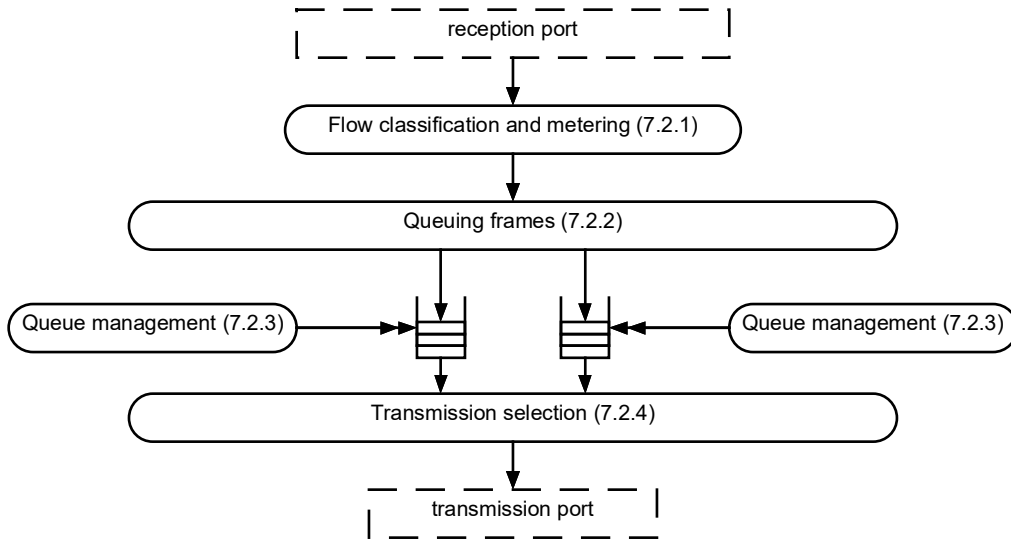 reception port
Flow classification and metering (7.2.1)
Queuing frames (7.2.2)
Queue management (7.2.3)
Queue management (7.2.3)
Transmission selection (7.2.4)
transmission port